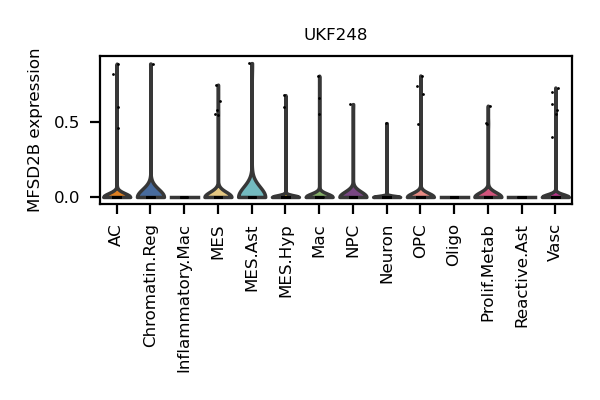 UKF248
MFSD2B expression
0.5
0.0
AC
Chromatin.Reg
Inflammatory.Mac
MES
MES.Ast
MES.Hyp
Mac
NPC
Neuron
OPC
Oligo
Prolif.Metab
Reactive.Ast
Vasc